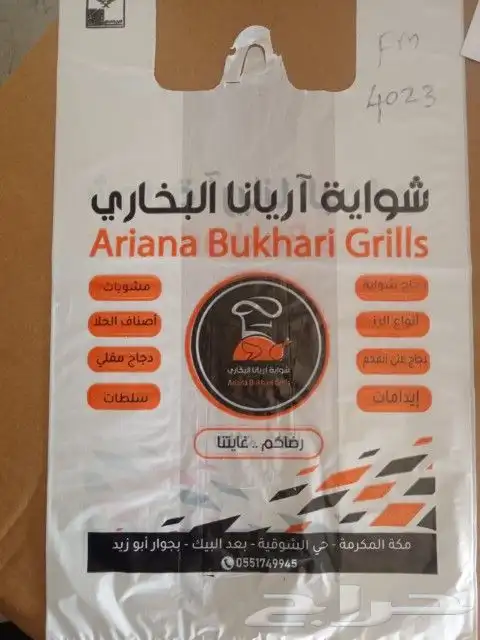 FM
4023
شواية آريانا البخاري
Ariana Bukhari Grills
دجاج شواية
مشويات
أنواع الرز
أصناف الحلا
دجاج على الفحم
دجاج مقلي
إيدامات
سلطات
شواية اريانا البخاري
Ariana Bukhari Grills
رضاكم .. غايتنا
مكة المكرمة - حي الشوقية - بعد البيك - بجوار أبو زيد
0551749945
حراج